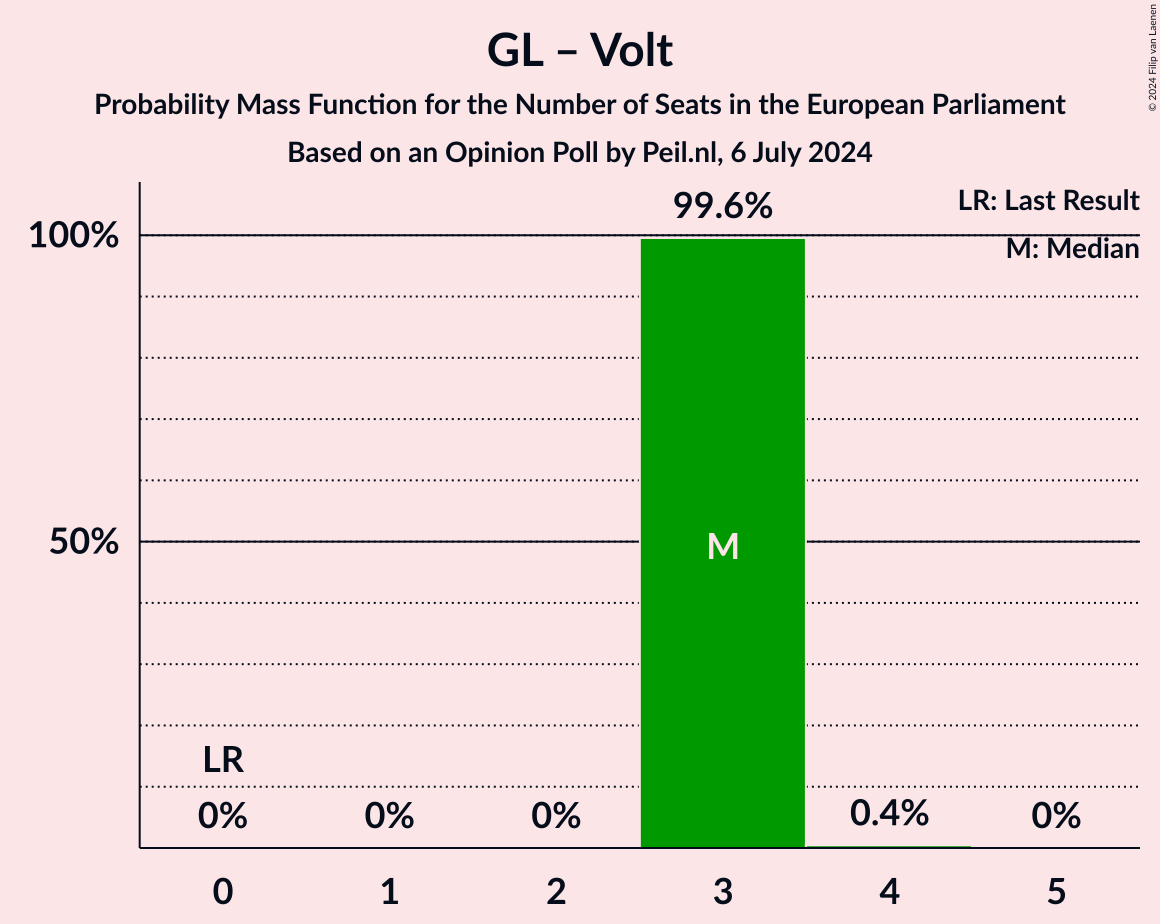 GL – Volt
Probability Mass Function for the Number of Seats in the European Parliament
Based on an Opinion Poll by Peil.nl, 6 July 2024
© 2024 Filip van Laenen
LR: Last Result
M: Median
99.6%
100%
50%
M
LR
0%
0%
0%
0.4%
0%
0 1 2 3 4 5